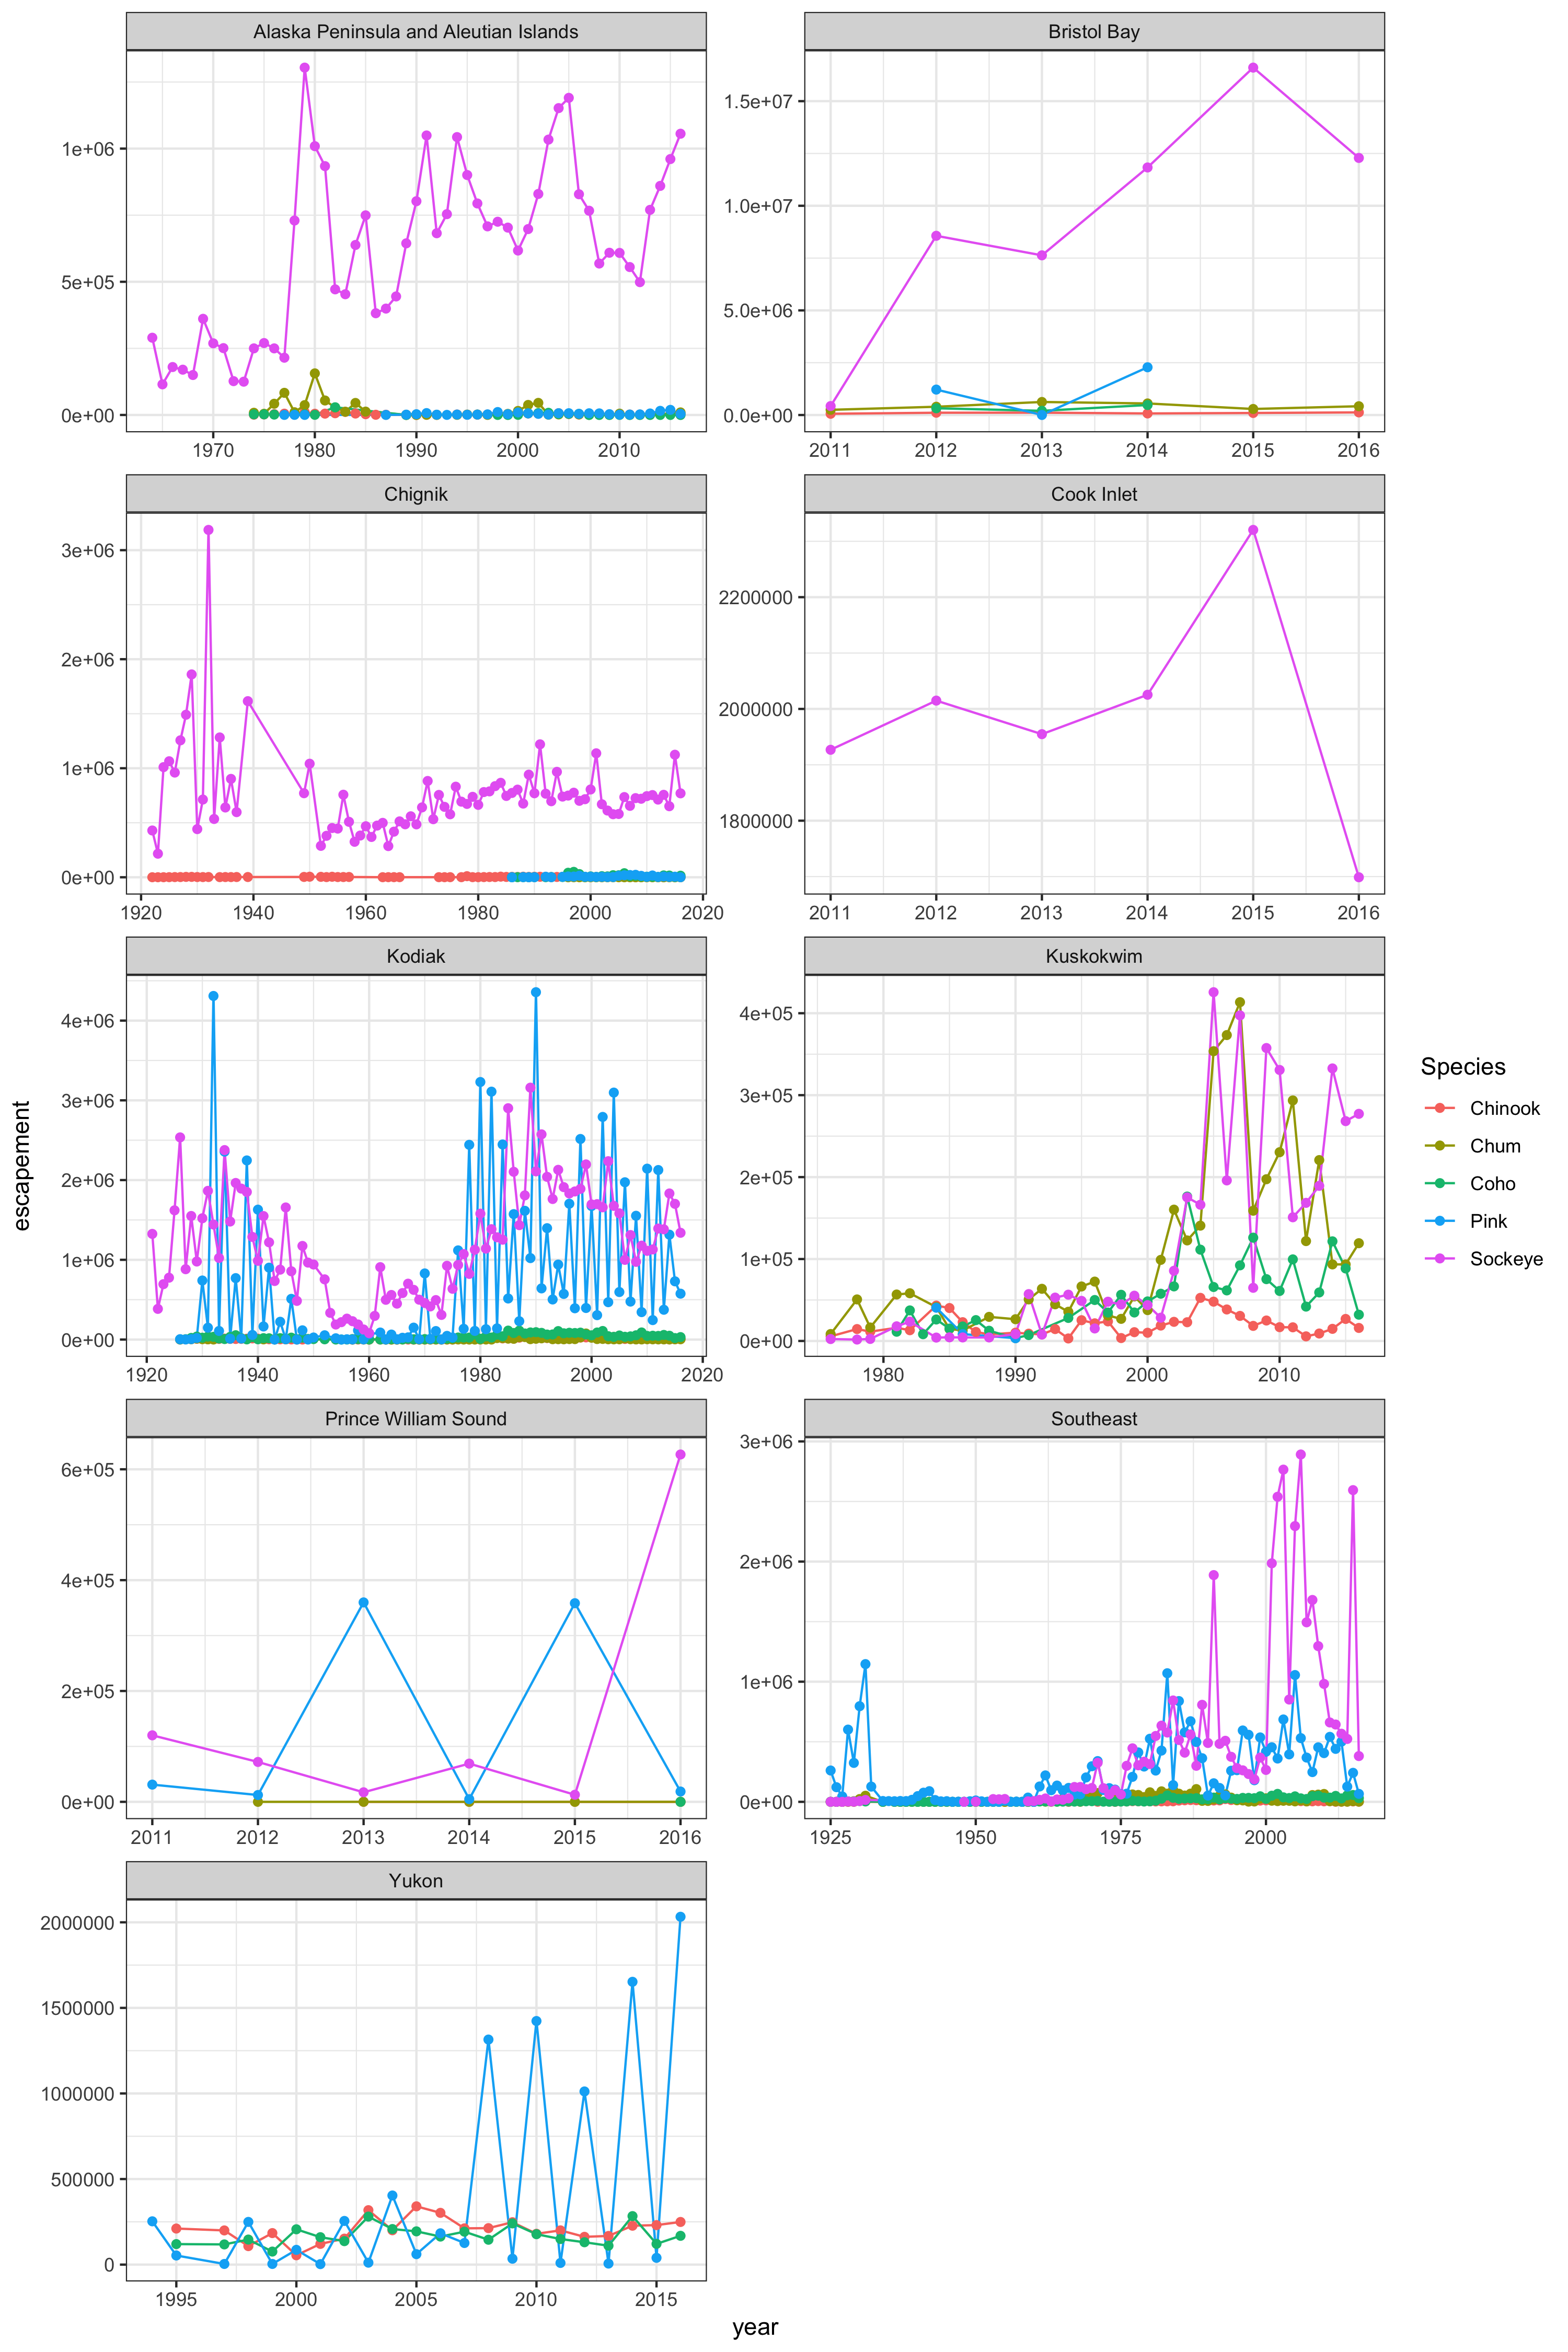 Alaska Peninsula and Aleutian Islands
1e+06
5e+05
0e+00
1970 1980 1990 2000 2010
Bristol Bay
1.5e+07
1.0e+07
5.0e+06
0.0e+00
2011 2012 2013 2014 2015 2016
Chignik
3e+06
2e+06
1e+06
0e+00
1920 1940 1960 1980 2000 2020
Cook Inlet
2200000
2000000
1800000
2011 2012 2013 2014 2015 2016
Kodiak
4e+06
3e+06
2e+06
1e+06
0e+00
1920 1940 1960 1980 2000 2020
Kuskokwim
4e+05
3e+05
2e+05
1e+05
0e+00
1980 1990 2000 2010
Prince William Sound
6e+05
4e+05
2e+05
0e+00
2011 2012 2013 2014 2015 2016
Southeast
3e+06
2e+06
1e+06
0e+00
1925 1950 1975 2000
Yukon
2000000
1500000
1000000
500000
0
1995 2000 2005 2010 2015
year
escapement
Species
Chinook
Chum
Coho
Pink
Sockeye